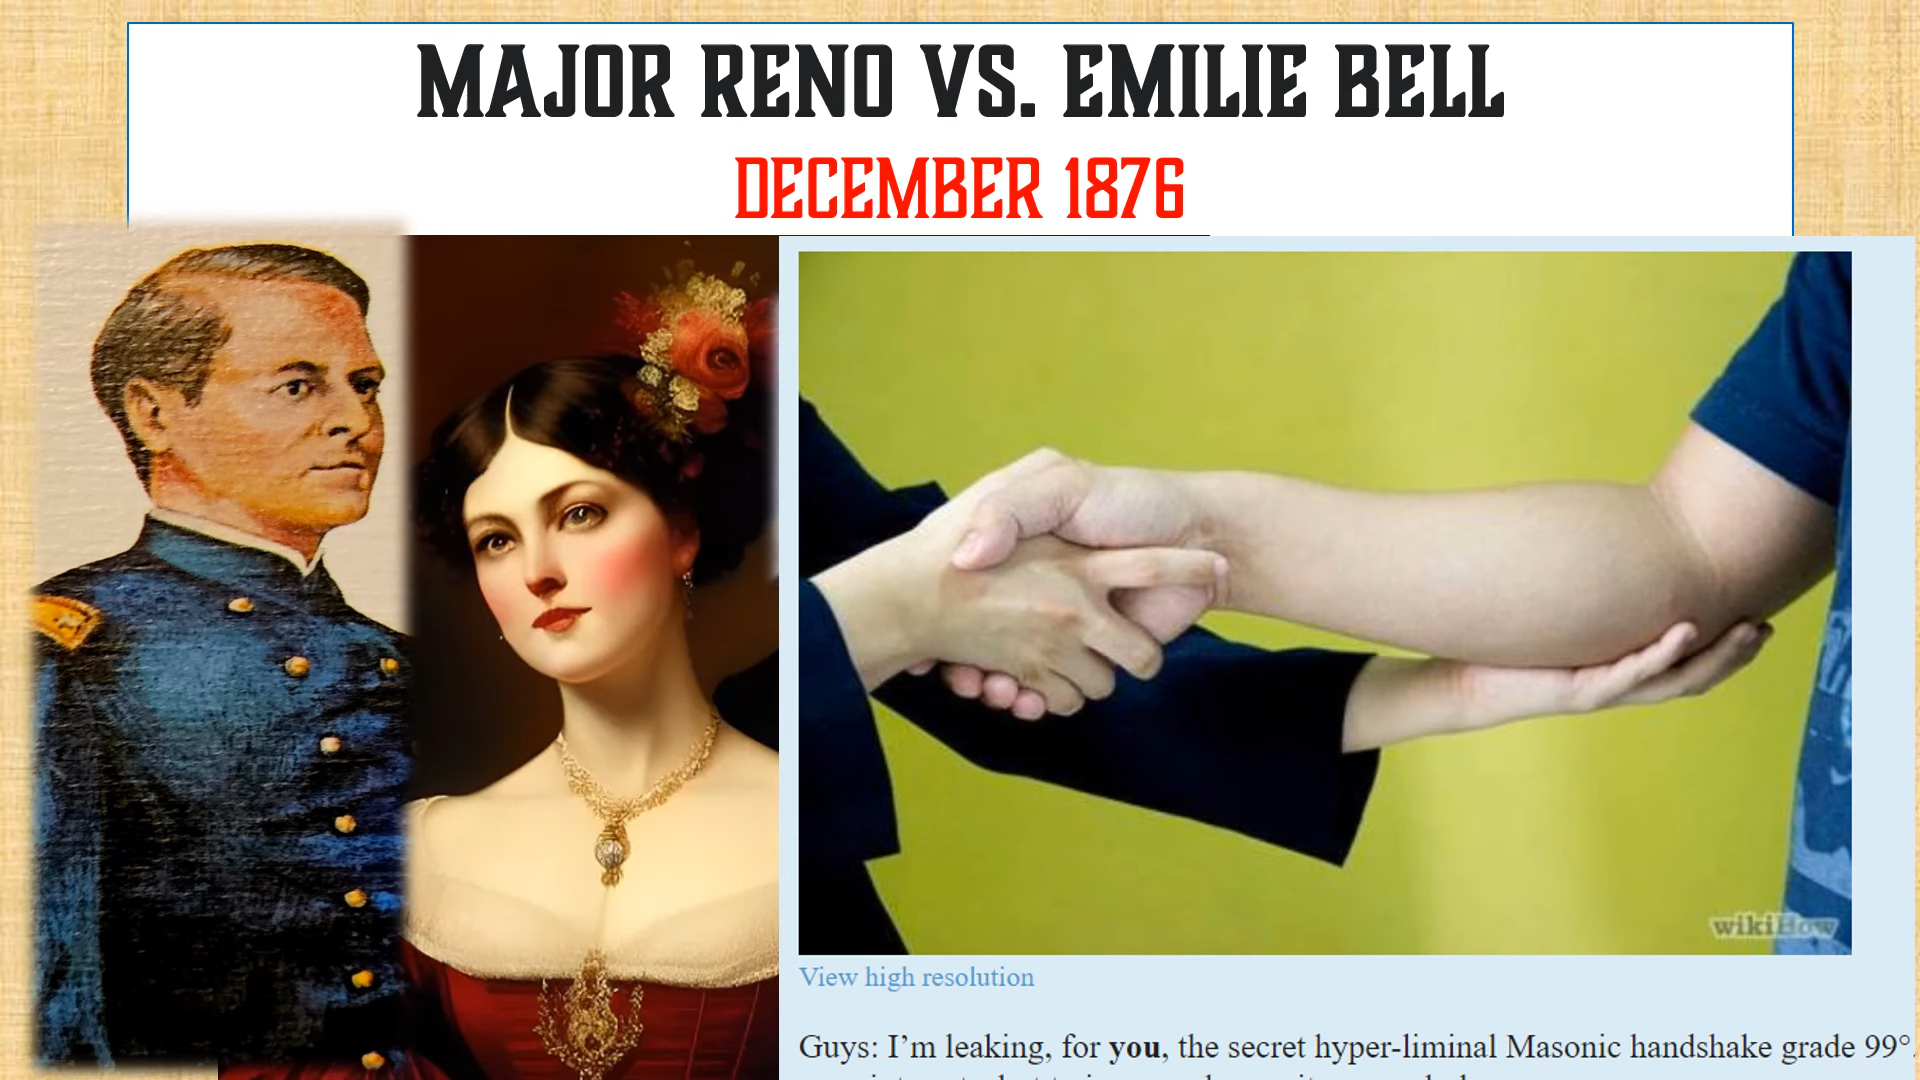 MAJOR RENO VS. EMILIE BELL
DECEMBER 1876
wikiHow
View high resolution
Guys: I'm leaking, for you, the secret hyper-liminal Masonic handshake grade 99°.